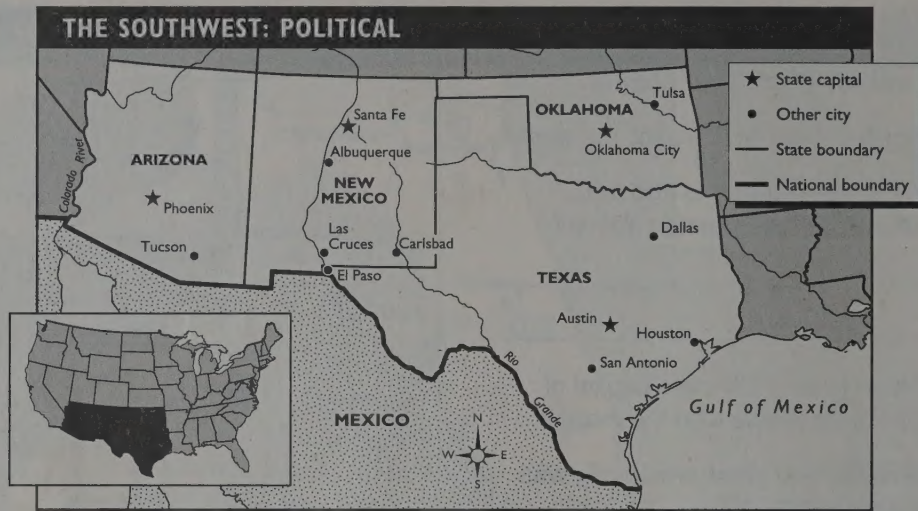 THE SOUTHWEST: POLITICAL
State capital
Other city
State boundary
National boundary
Colorado River
ARIZONA
Phoenix
Tucson
Santa Fe
Albuquerque
NEW
MEXICO
Las
Cruces
Carlsbad
El Paso
OKLAHOMA
Tulsa
Oklahoma City
Dallas
TEXAS
Austin
Houston
San Antonio
Rio
Grande
MEXICO
Gulf of Mexico
N
W
E
S